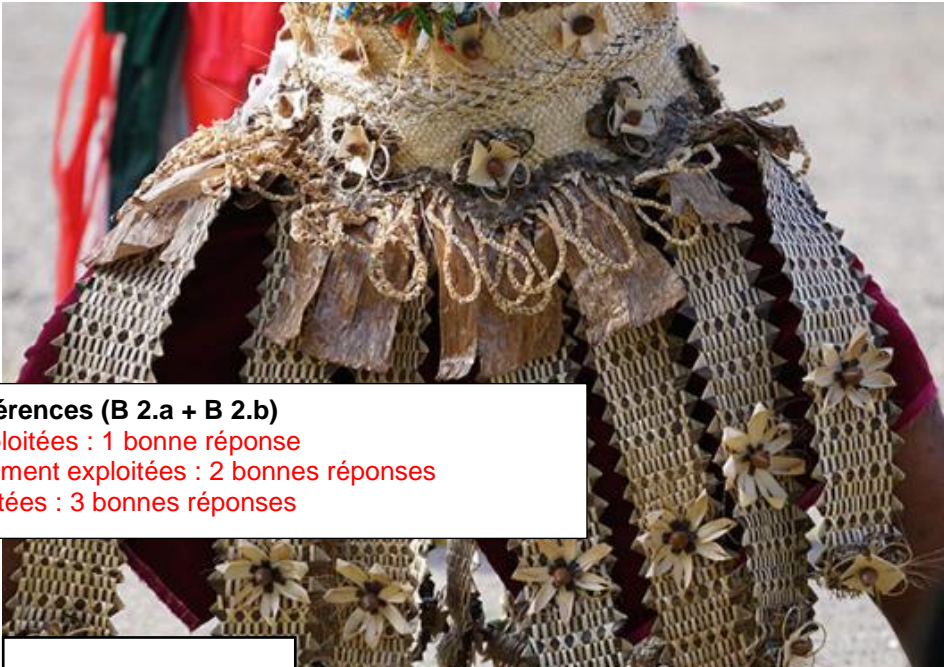 érences (B 2.a + B 2.b)
loitées : 1 bonne réponse
ment exploitées : 2 bonnes réponses
tées : 3 bonnes réponses